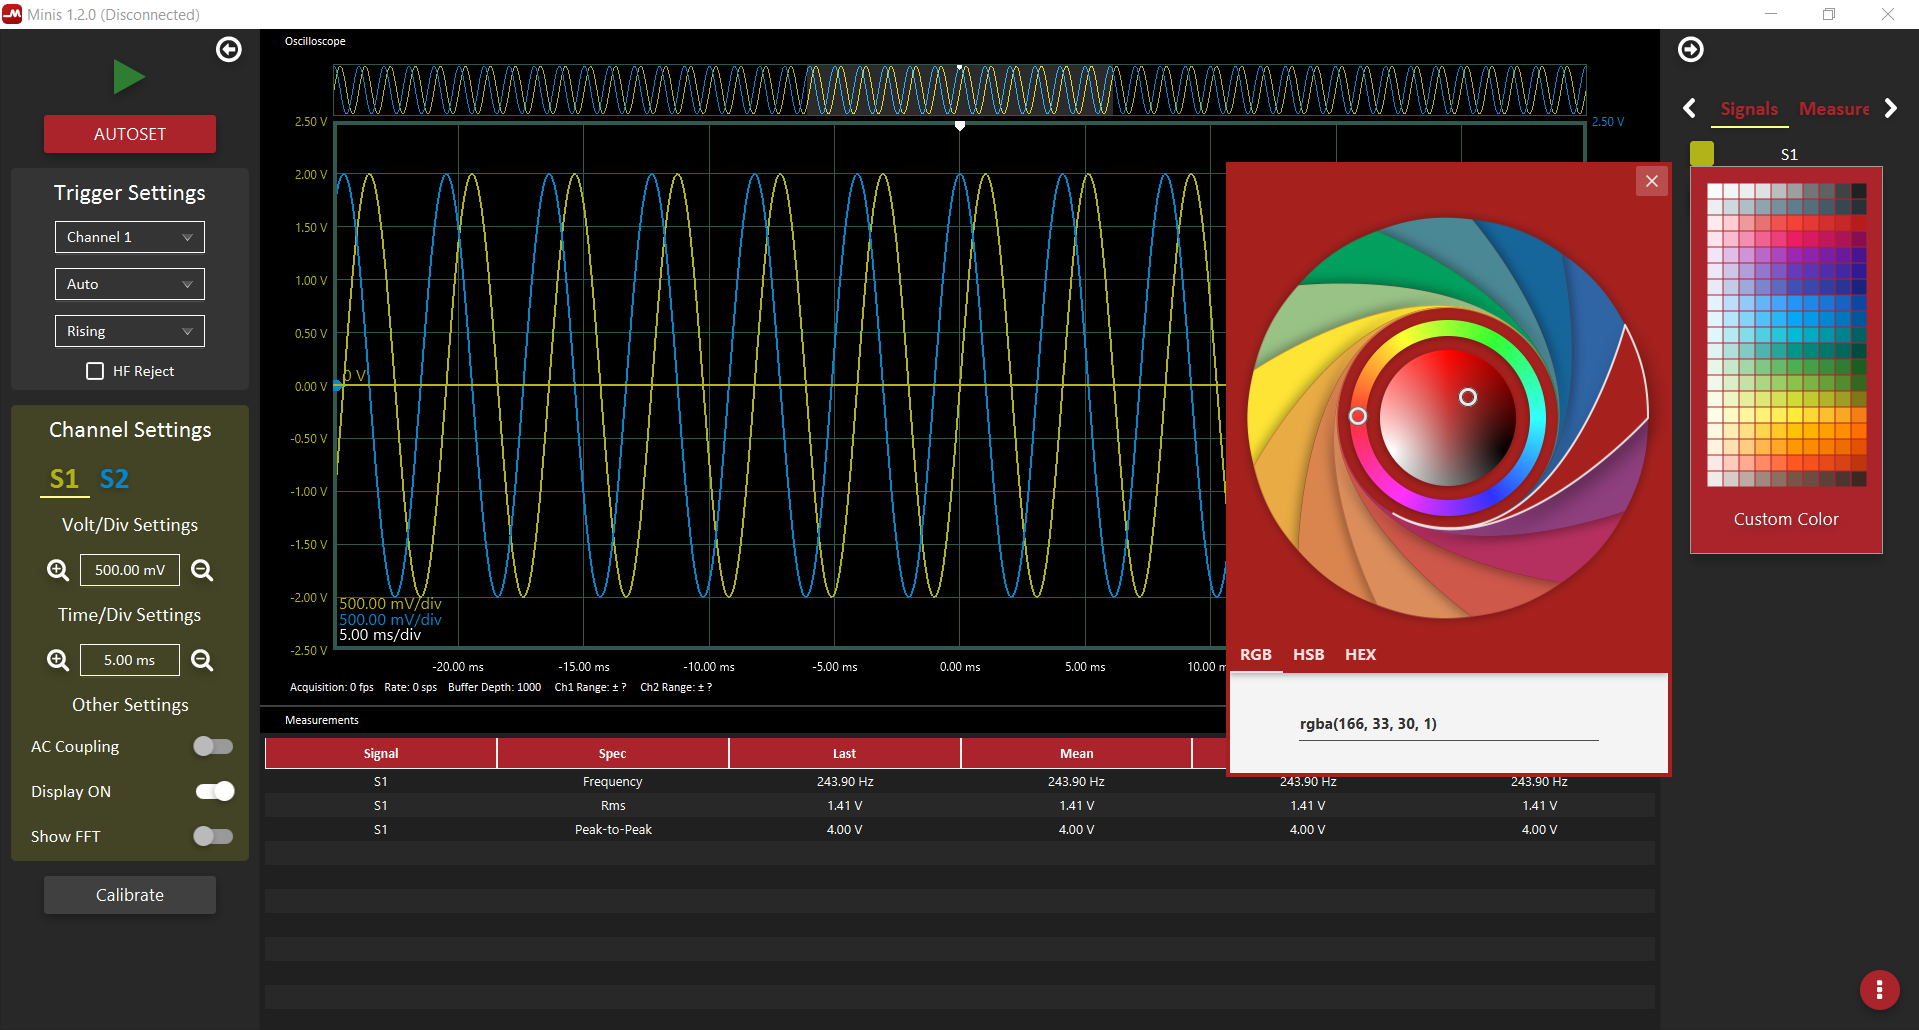 Minis 1.2.0 (Disconnected)
AUTOSET
Trigger Settings
Channel 1
Auto
Rising
HF Reject
Channel Settings
S1 S2
Volt/Div Settings
500.00 mV
Time/Div Settings
5.00 ms
Other Settings
AC Coupling
Display ON
Show FFT
Calibrate
Oscilloscope
2.50 V
2.00 V
1.50 V
1.00 V
0.50 V
0.00 V
-0.50 V
-1.00 V
-1.50 V
-2.00 V
-2.50 V
2.50 V
0 V
500.00 mV/div
500.00 mV/div
5.00 ms/div
-20.00 ms -15.00 ms -10.00 ms -5.00 ms 0.00 ms 5.00 ms 10.00
Acquisition: 0 fps Rate: 0 sps Buffer Depth: 1000 Ch1 Range: ± ? Ch2 Range: ± ?
Measurements
Signal Spec Last Mean
S1 Frequency 243.90 Hz 243.90 Hz 243.90 Hz 243.90 Hz
S1 Rms 1.41 V 1.41 V 1.41 V 1.41 V
S1 Peak-to-Peak 4.00 V 4.00 V 4.00 V 4.00 V
RGB HSB HEX
rgba(166, 33, 30, 1)
Signals Measure
S1
Custom Color